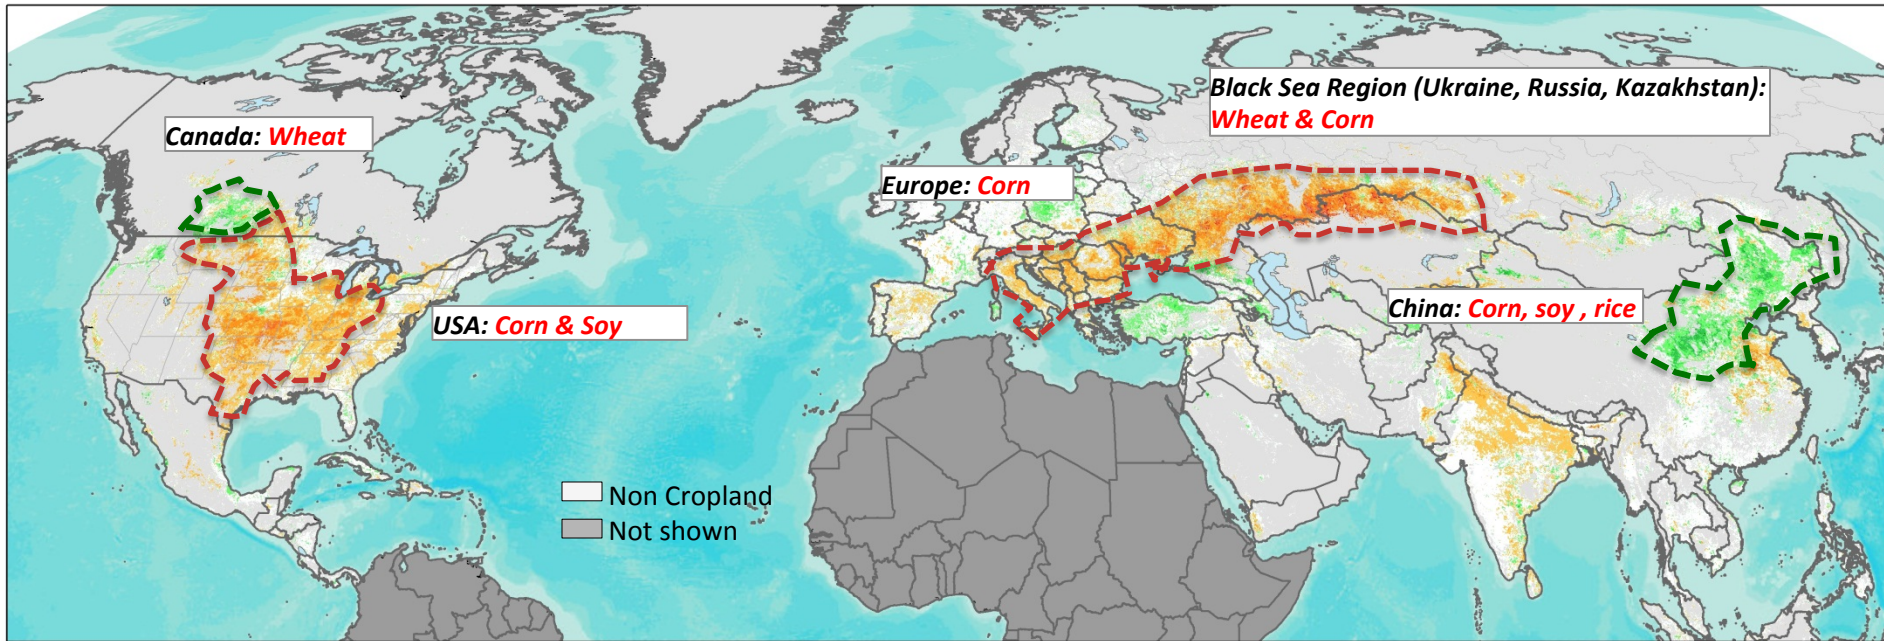 Black Sea Region (Ukraine, Russia, Kazakhstan):
Wheat & Corn
Canada: Wheat
Europe: Corn
USA: Corn & Soy
China: Corn, soy , rice
Non Cropland
Not shown